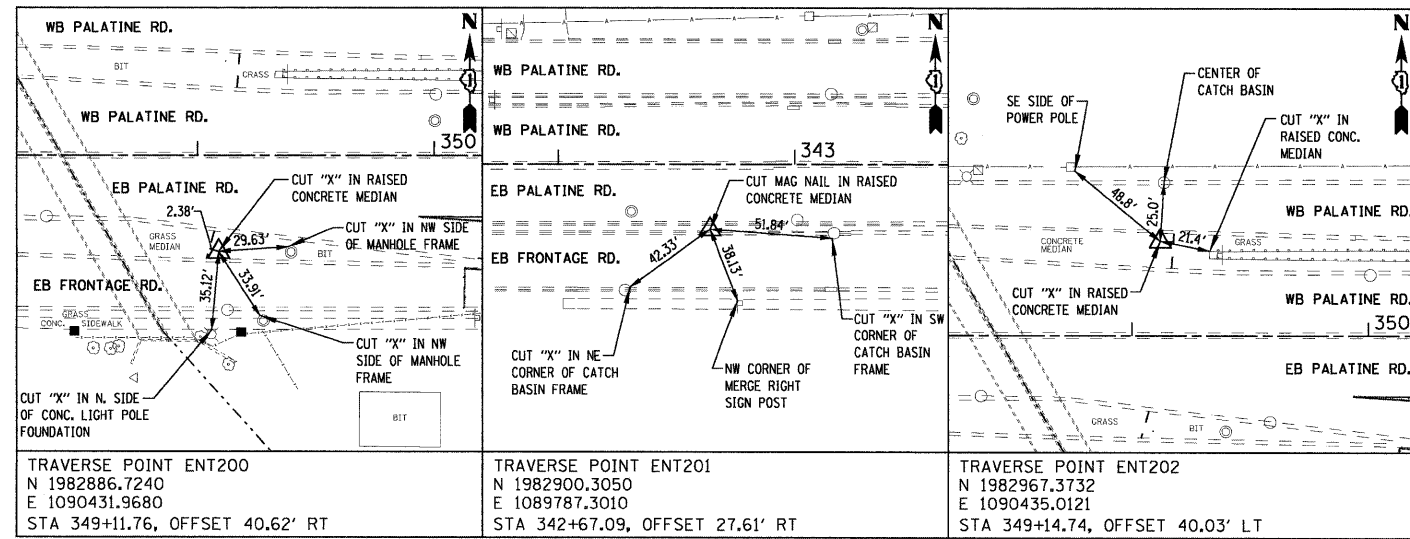 WB PALATINE RD.
BIT
GRASS
WB PALATINE RD.
N
350
EB PALATINE RD.
CUT "X" IN RAISED
CONCRETE MEDIAN
2.38'
29.63'
CUT "X" IN NW SIDE
OF MANHOLE FRAME
GRASS
MEDIAN
BIT
35.12'
33.91'
EB FRONTAGE RD.
GRASS
CONC. SIDEWALK
CUT "X" IN NW
SIDE OF MANHOLE
FRAME
CUT "X" IN N. SIDE
OF CONC. LIGHT POLE
FOUNDATION
BIT
TRAVERSE POINT ENT200
N 1982886.7240
E 1090431.9680
STA 349+11.76, OFFSET 40.62' RT
N
WB PALATINE RD.
WB PALATINE RD.
343
EB PALATINE RD.
CUT MAG NAIL IN RAISED
CONCRETE MEDIAN
51.84'
42.33'
38.13'
EB FRONTAGE RD.
CUT "X" IN NE
CORNER OF CATCH
BASIN FRAME
NW CORNER OF
MERGE RIGHT
SIGN POST
CUT "X" IN SW
CORNER OF
CATCH BASIN
FRAME
TRAVERSE POINT ENT201
N 1982900.3050
E 1089787.3010
STA 342+67.09, OFFSET 27.61' RT
N
CENTER OF
CATCH BASIN
SE SIDE OF
POWER POLE
CUT "X" IN
RAISED CONC.
MEDIAN
48.8'
25.0'
21.4'
WB PALATINE RD.
CONCRETE
MEDIAN
GRASS
CUT "X" IN RAISED
CONCRETE MEDIAN
WB PALATINE RD.
350
EB PALATINE RD.
GRASS
BIT
TRAVERSE POINT ENT202
N 1982967.3732
E 1090435.0121
STA 349+14.74, OFFSET 40.03' LT